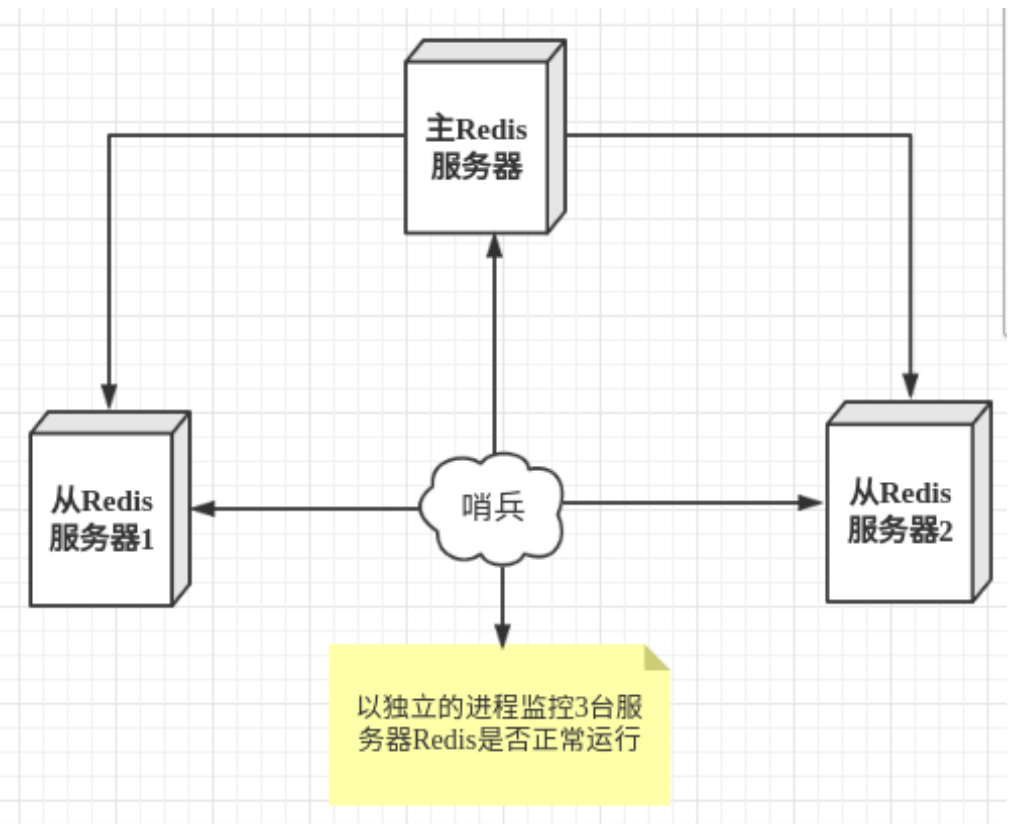 主Redis
服务器
从Redis
服务器1
哨兵
从Redis
服务器2
以独立的进程监控3台服
务器Redis是否正常运行